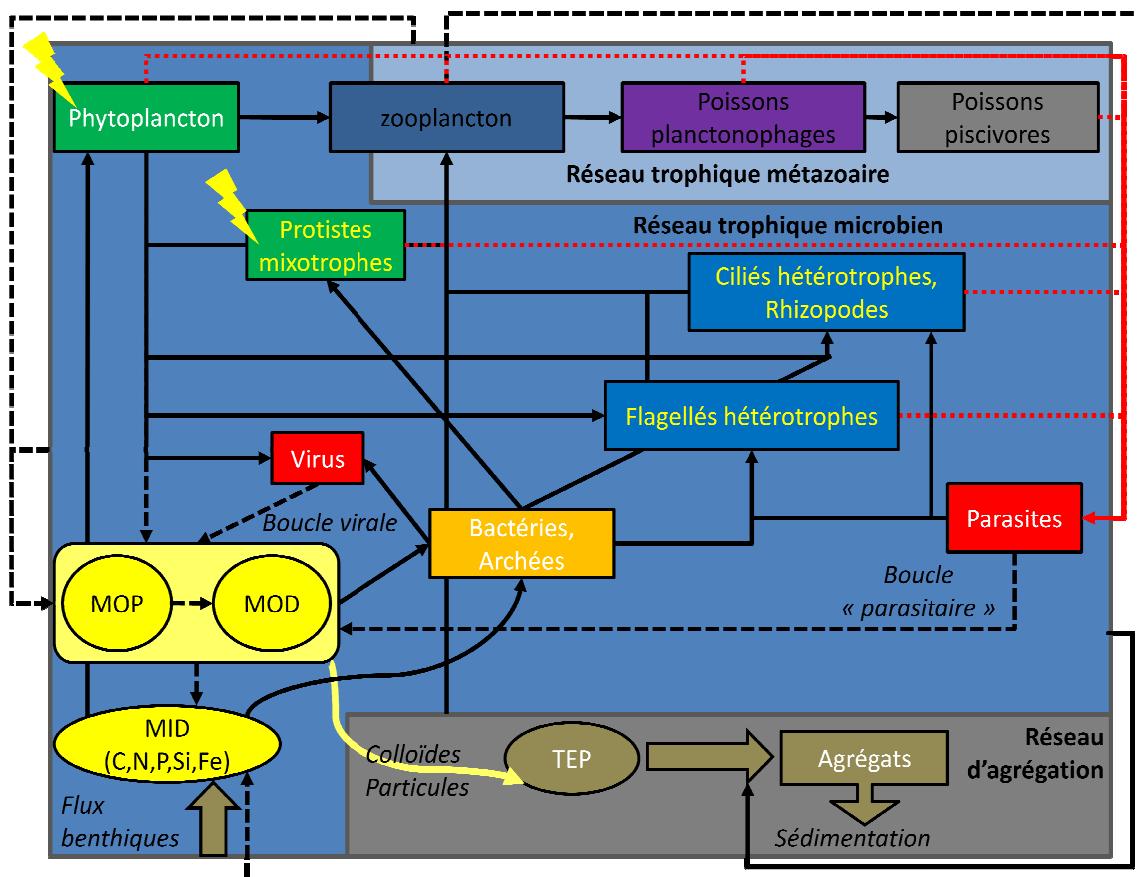 Phytoplancton
zooplancton
Poissons
planctonophages
Poissons
piscivores
Réseau trophique métazoaire
Protistes
mixotrophes
Réseau trophique microbien
Ciliés hétérotrophes,
Rhizopodes
Flagellés hétérotrophes
Virus
Boucle virale
Bactéries,
Archées
Parasites
Boucle
« parasitaire »
MOP
MOD
MID
(C,N,P,Si,Fe)
Flux
benthiques
Colloïdes
Particules
TEP
Agrégats
Réseau
d’agrégation
Sédimentation